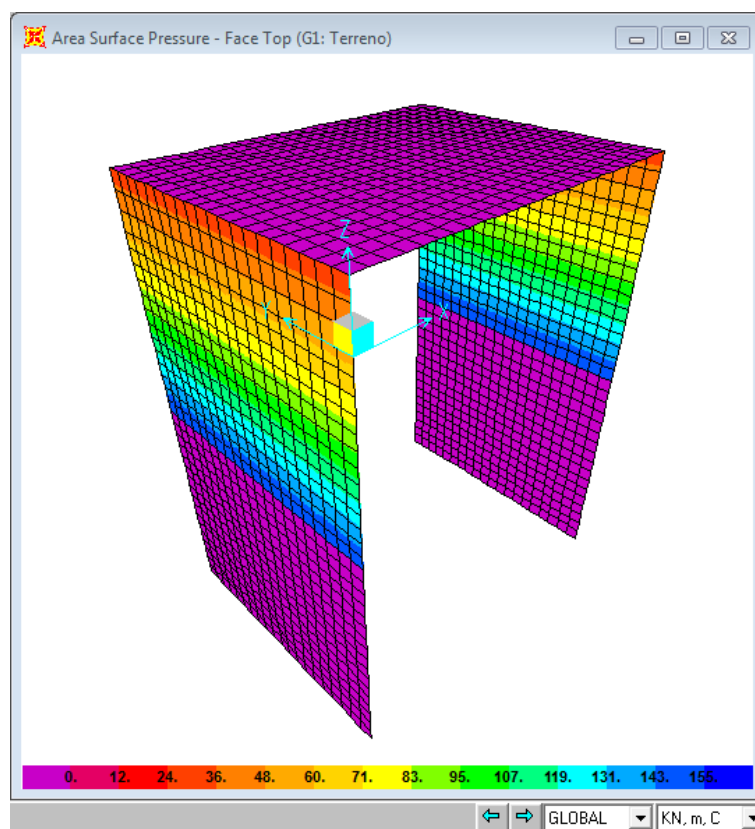 Area Surface Pressure - Face Top (G1: Terreno)
Z
Y X
0. 12. 24. 36. 48. 60. 71. 83. 95. 107. 119. 131. 143. 155.
GLOBAL KN, m, C